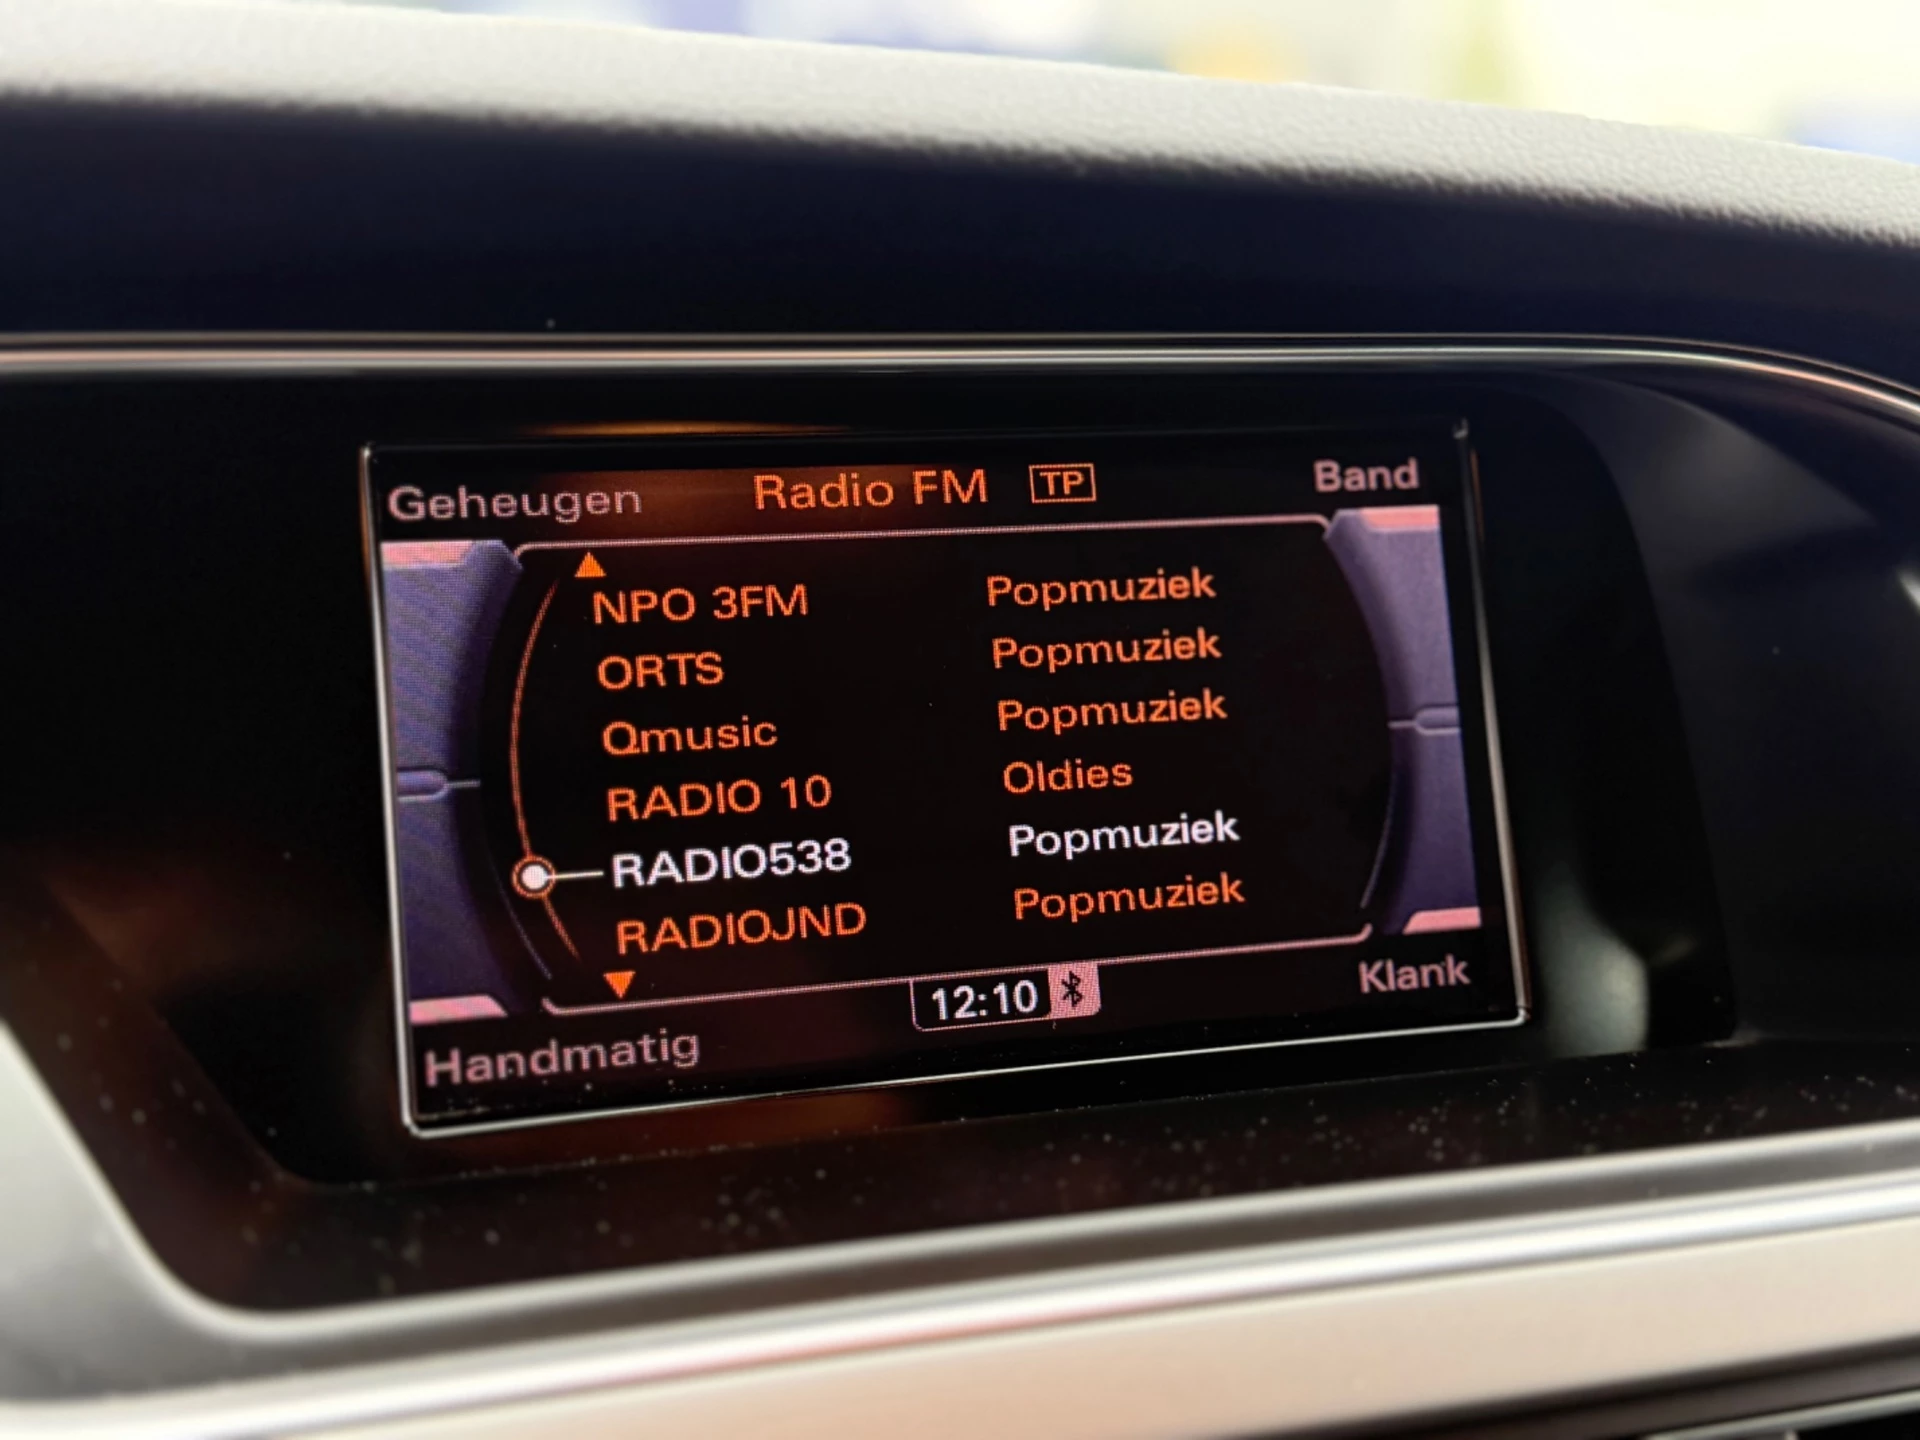 Geheugen Radio FM TP Band
NPO 3FM Popmuziek
ORTS Popmuziek
Qmusic Popmuziek
RADIO 10 Oldies
RADIO538 Popmuziek
RADIOJND Popmuziek
12:10
Handmatig Klank